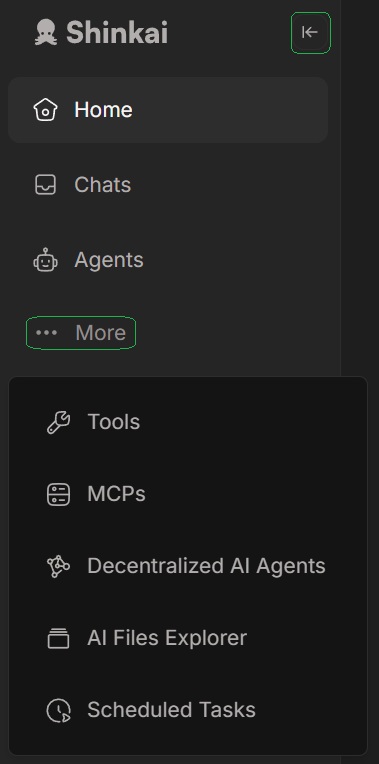 Shinkai
Home
Chats
Agents
More
Tools
MCPs
Decentralized AI Agents
AI Files Explorer
Scheduled Tasks